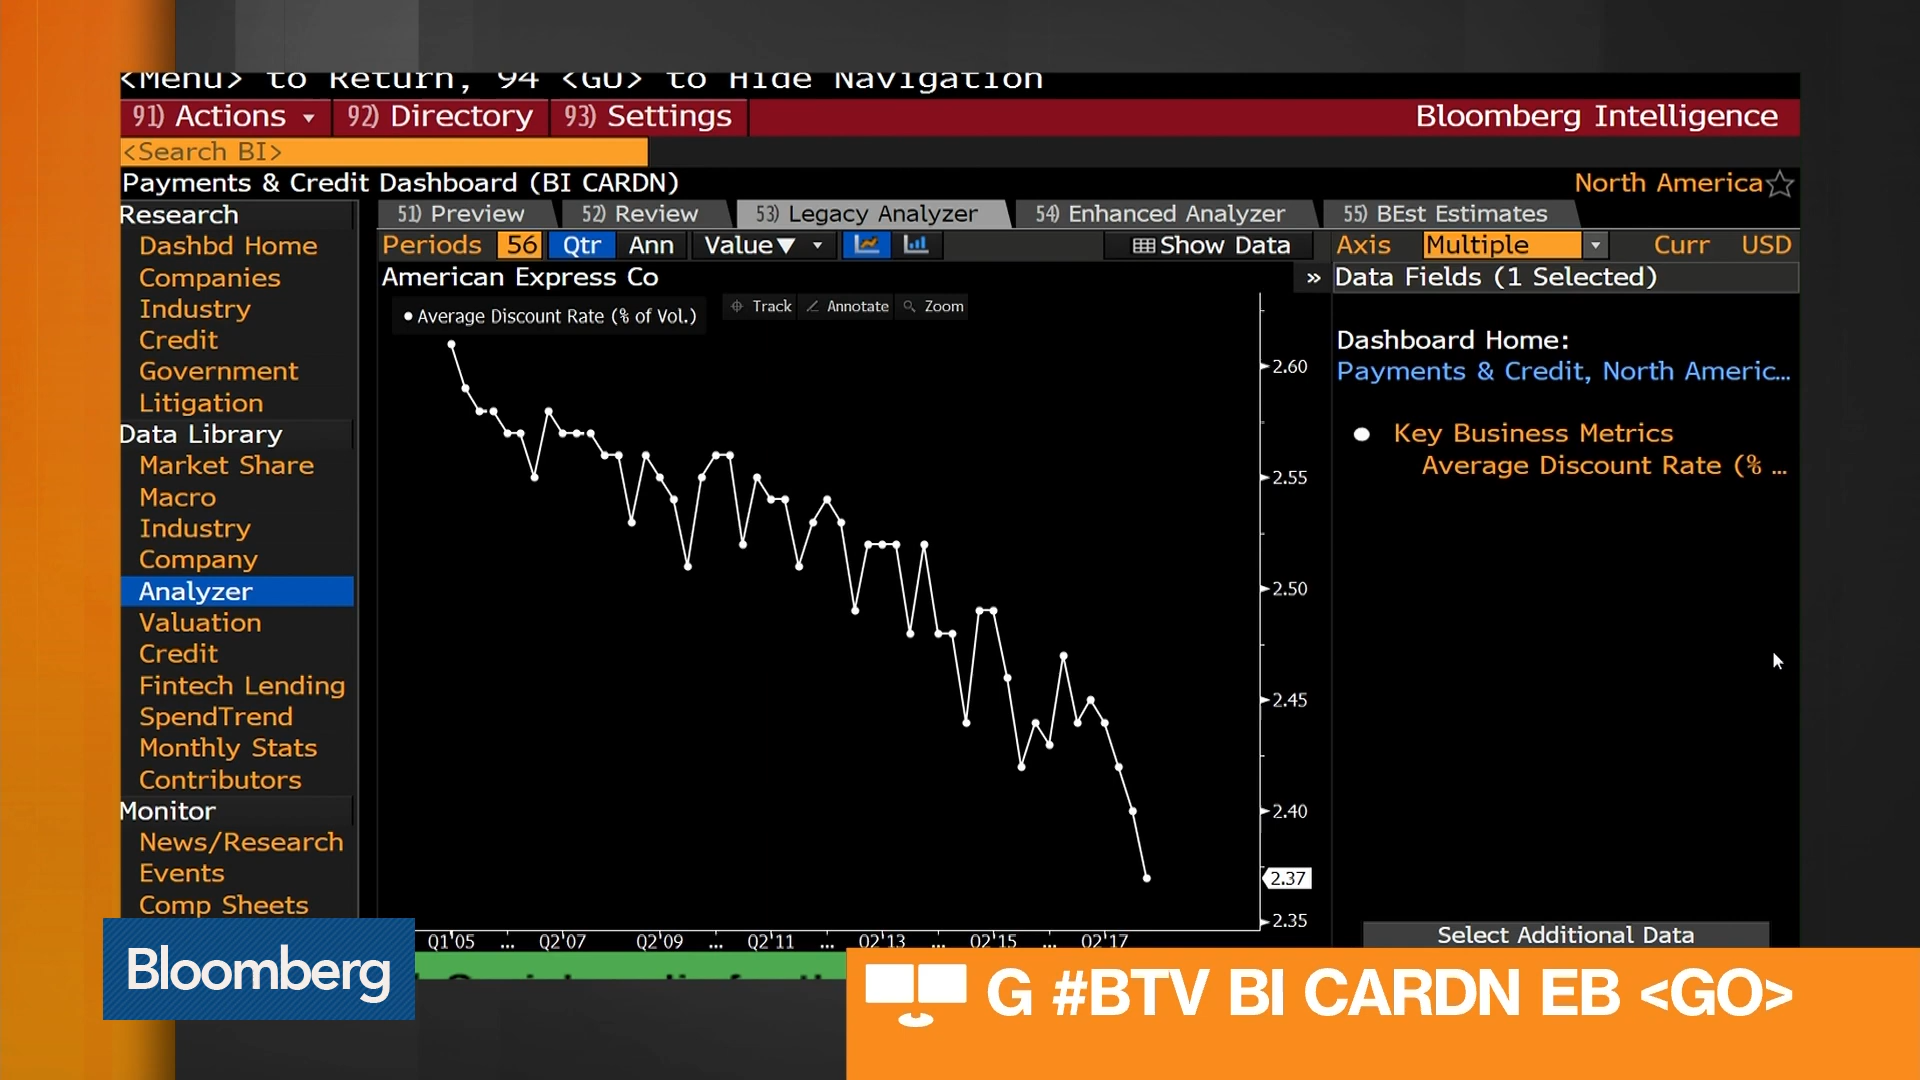 <Menu> to Return, 94 <GO> to Hide Navigation
91) Actions 92) Directory 93) Settings Bloomberg Intelligence
<Search BI>
Payments & Credit Dashboard (BI CARDN) North America
Research 51) Preview 52) Review 53) Legacy Analyzer 54) Enhanced Analyzer 55) BEst Estimates
Dashbd Home Periods 56 Qtr Ann Value Show Data Axis Multiple Curr USD
Companies American Express Co » Data Fields (1 Selected)
Industry Average Discount Rate (% of Vol.) Track Annotate Zoom
Credit Dashboard Home:
Government 2.60 Payments & Credit, North Americ...
Litigation
Data Library Key Business Metrics
Market Share 2.55 Average Discount Rate (% ...
Macro
Industry
Company
Analyzer 2.50
Valuation
Credit
Fintech Lending
SpendTrend 2.45
Monthly Stats
Contributors
Monitor 2.40
News/Research
Events 2.37
Comp Sheets
2.35
Q1'05 ... Q2'07 Q2'09 ... Q2'11 ... Q2'13 ... Q2'15 ... Q2'17 Select Additional Data
Bloomberg
G #BTV BI CARDN EB <GO>